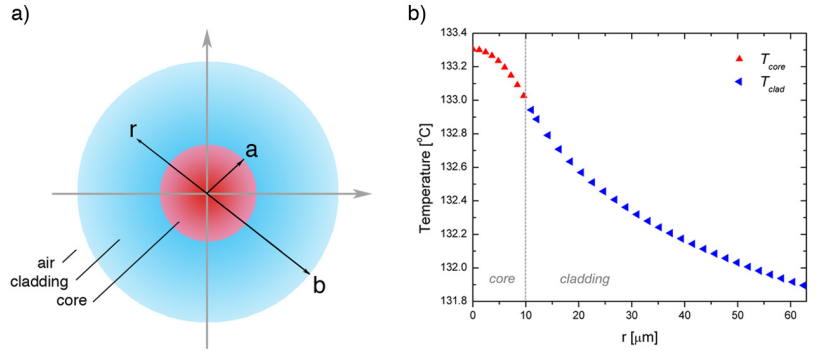 a)
r
a
air
cladding
core
b
b)
Temperature [°C]
133.4
133.2
133.0
132.8
132.6
132.4
132.2
132.0
131.8
T_core
T_clad
core
cladding
0 10 20 30 40 50 60
r [μm]